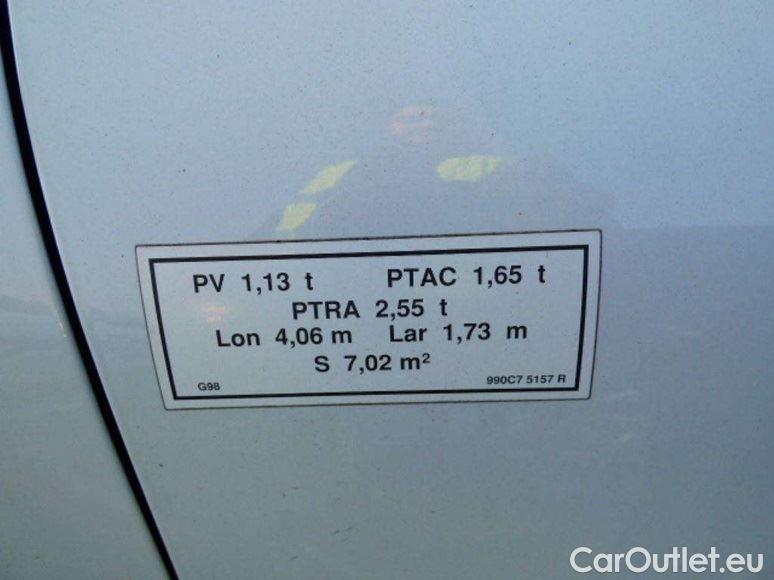 PV 1,13 t PTAC 1,65 t
PTRA 2,55 t
Lon 4,06 m Lar 1,73 m
S 7,02 m²
G98 990C7 5157 R
CarOutlet.eu